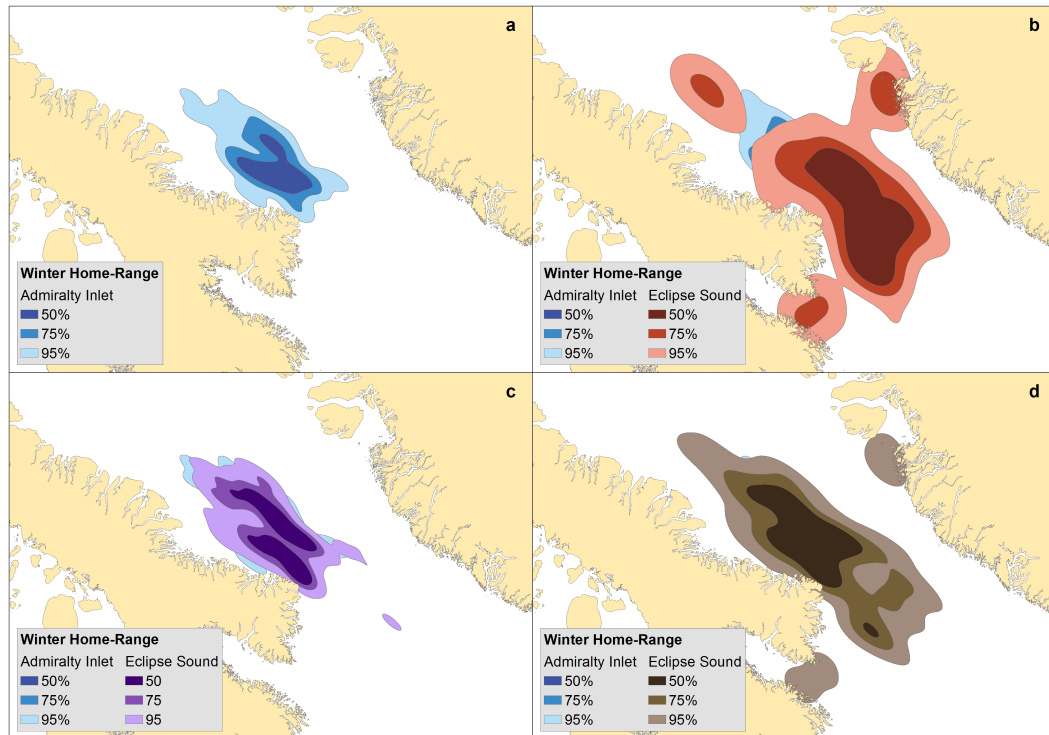 a
Winter Home-Range
Admiralty Inlet
50%
75%
95%
b
Winter Home-Range
Admiralty Inlet Eclipse Sound
50% 50%
75% 75%
95% 95%
c
Winter Home-Range
Admiralty Inlet Eclipse Sound
50% 50
75% 75
95% 95
d
Winter Home-Range
Admiralty Inlet Eclipse Sound
50% 50%
75% 75%
95% 95%